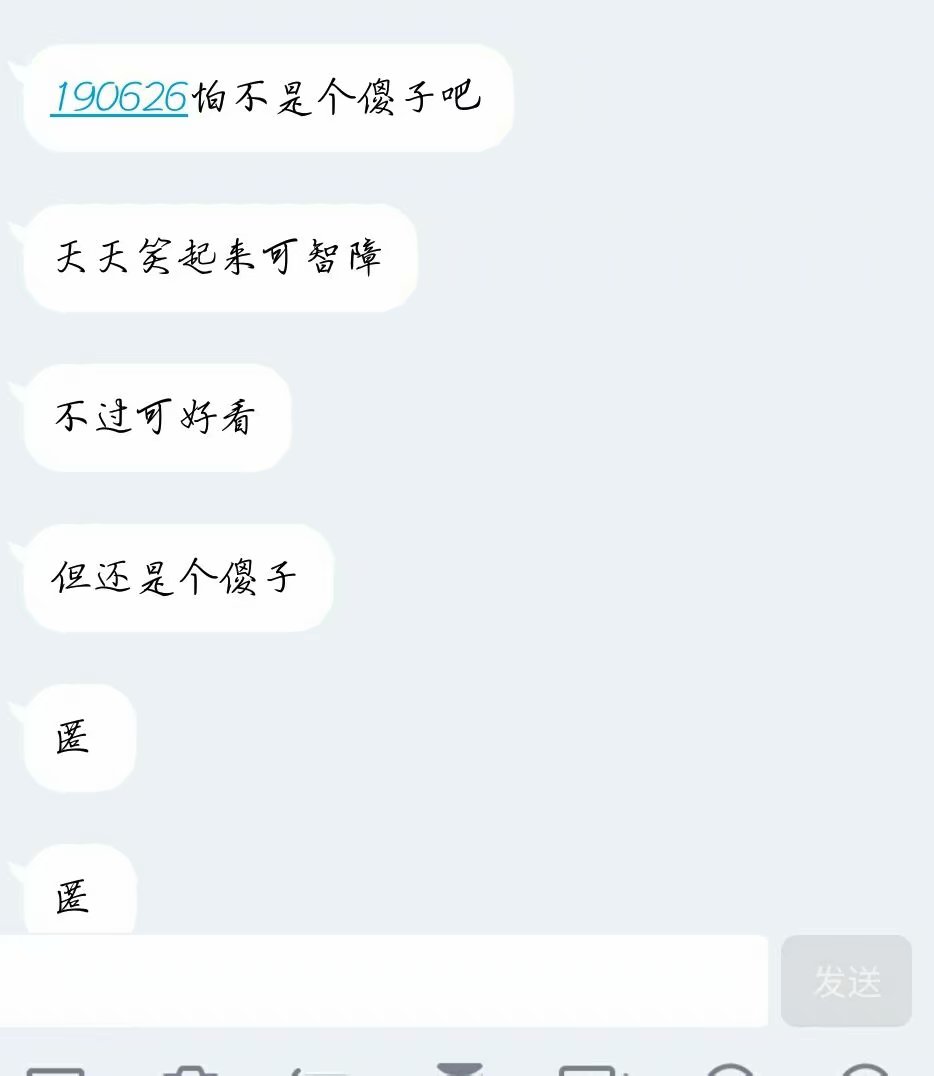 190626怕不是个傻子吧
天天笑起来可智障
不过可好看
但还是个傻子
匿
匿
发送